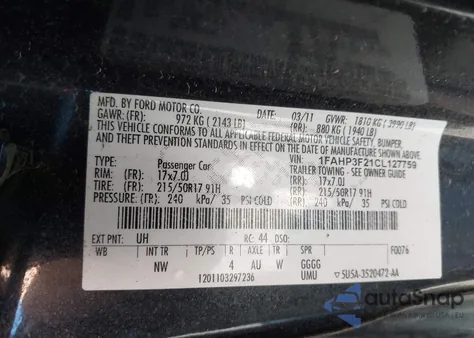 MFD. BY FORD MOTOR CO.
DATE: 03/11 GVWR: 1810 KG ( 3990 LB)
GAWR: (FR): 972 KG ( 2143 LB) (RR): 880 KG ( 1940 LB)
THIS VEHICLE CONFORMS TO ALL APPLICABLE FEDERAL MOTOR VEHICLE SAFETY, BUMPER,
AND THEFT PREVENTION STANDARDS IN EFFECT ON THE DATE OF MANUFACTURE SHOWN ABOVE.
VIN: 1FAHP3FZ1CL127759
TYPE: Passenger Car TRAILER TOWING - SEE OWNER GUIDE
RIM: (FR): 17x7.0J (RR): 17x7.0J
TIRE: (FR): 215/50R17 91H (RR): 215/50R17 91H
PRESSURE: (FR): 240 kPa/ 35 PSI COLD (RR): 240 kPa/ 35 PSI COLD
EXT PNT: UH RC: 44 DSO:
WB INT TR TP/PS R AXLE TR SPR F0076
NW 4 AU W GGGG
1201103297236 UMU ▽ 5USA-3520472-AA
autoSnap